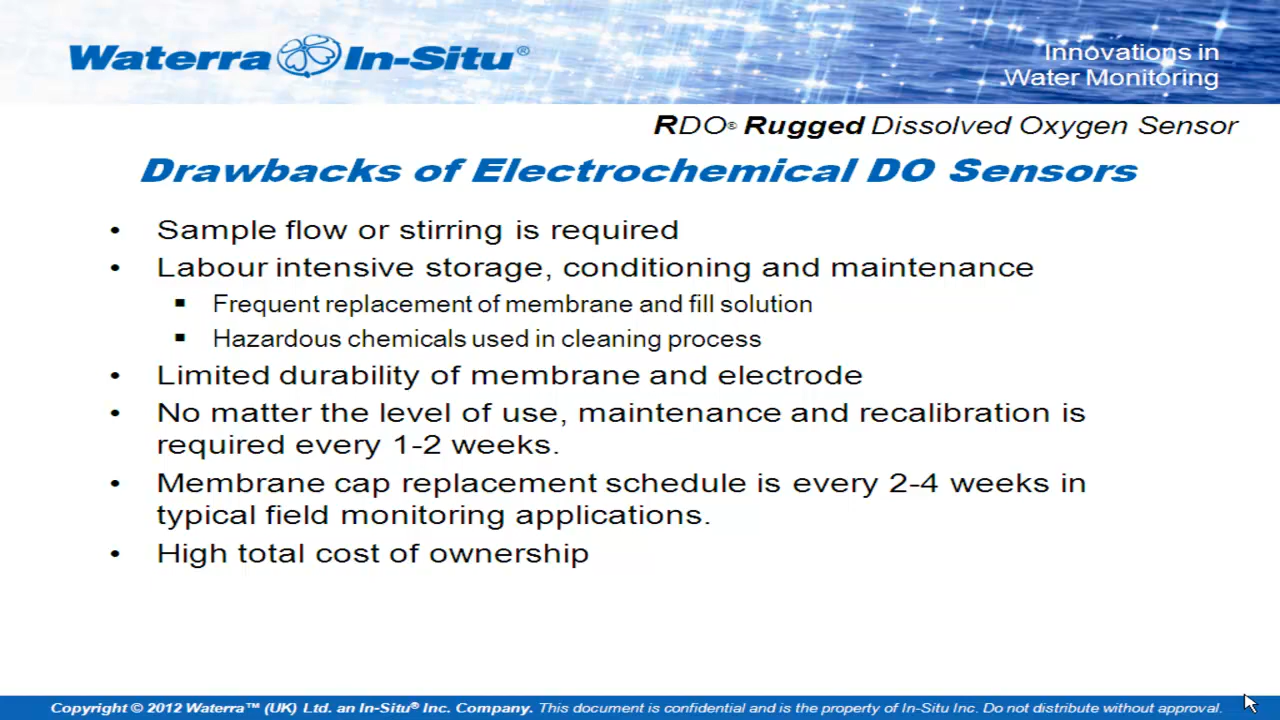 Waterra In-Situ®
Innovations in
Water Monitoring
RDO® Rugged Dissolved Oxygen Sensor
Drawbacks of Electrochemical DO Sensors
• Sample flow or stirring is required
• Labour intensive storage, conditioning and maintenance
▪ Frequent replacement of membrane and fill solution
▪ Hazardous chemicals used in cleaning process
• Limited durability of membrane and electrode
• No matter the level of use, maintenance and recalibration is
required every 1-2 weeks.
• Membrane cap replacement schedule is every 2-4 weeks in
typical field monitoring applications.
• High total cost of ownership
Copyright © 2012 Waterra™ (UK) Ltd. an In-Situ® Inc. Company. This document is confidential and is the property of In-Situ Inc. Do not distribute without approval.